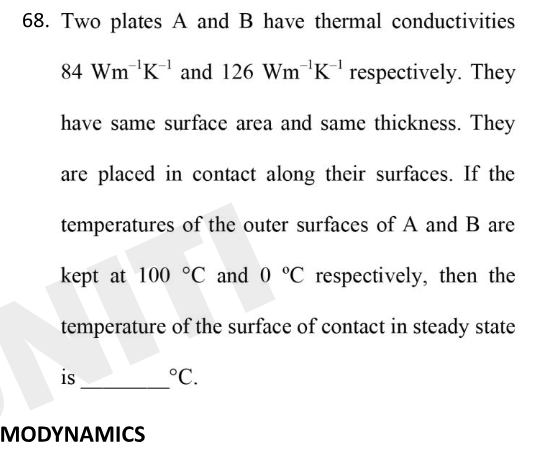 68. Two plates A and B have thermal conductivities
84 Wm⁻¹K⁻¹ and 126 Wm⁻¹K⁻¹ respectively. They
have same surface area and same thickness. They
are placed in contact along their surfaces. If the
temperatures of the outer surfaces of A and B are
kept at 100 °C and 0 °C respectively, then the
temperature of the surface of contact in steady state
is ________°C.
NITI
MODYNAMICS